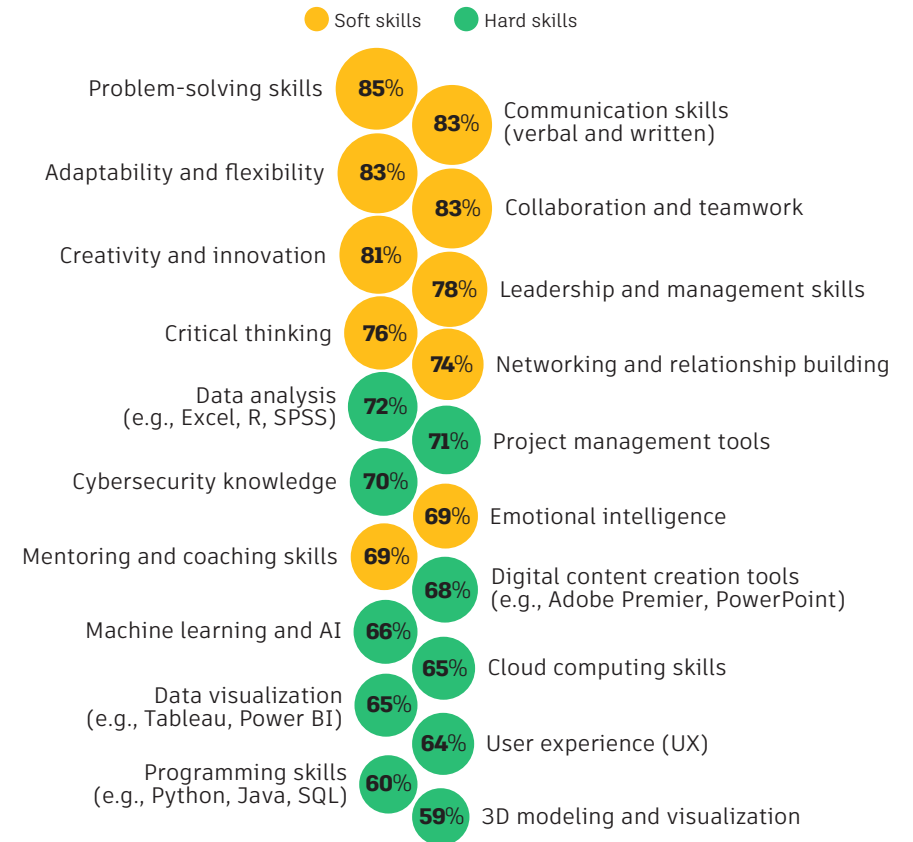 Soft skills
Hard skills
Problem-solving skills
85%
83%
Communication skills
(verbal and written)
Adaptability and flexibility
83%
83%
Collaboration and teamwork
Creativity and innovation
81%
78%
Leadership and management skills
Critical thinking
76%
74%
Networking and relationship building
Data analysis
(e.g., Excel, R, SPSS)
72%
71%
Project management tools
Cybersecurity knowledge
70%
69%
Emotional intelligence
Mentoring and coaching skills
69%
68%
Digital content creation tools
(e.g., Adobe Premier, PowerPoint)
Machine learning and AI
66%
65%
Cloud computing skills
Data visualization
(e.g., Tableau, Power BI)
65%
64%
User experience (UX)
Programming skills
(e.g., Python, Java, SQL)
60%
59%
3D modeling and visualization